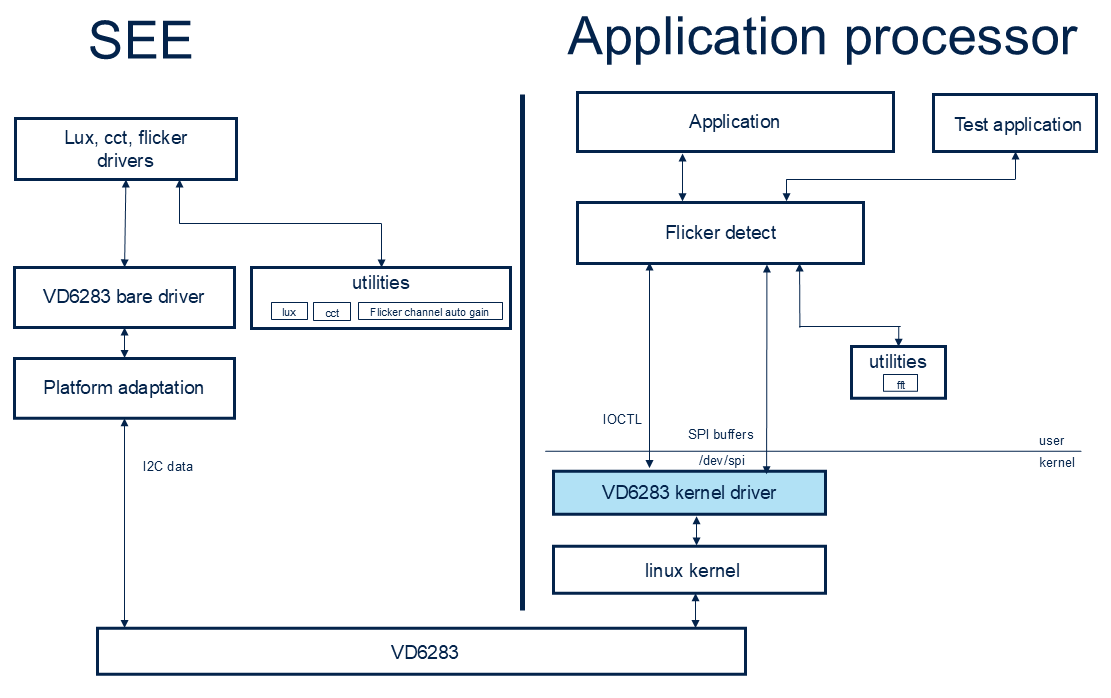 SEE
Application processor
Lux, cct, flicker
drivers
VD6283 bare driver
utilities
lux
cct
Flicker channel auto gain
Platform adaptation
I2C data
Application
Test application
Flicker detect
utilities
fft
IOCTL
SPI buffers
/dev/spi
user
kernel
VD6283 kernel driver
linux kernel
VD6283